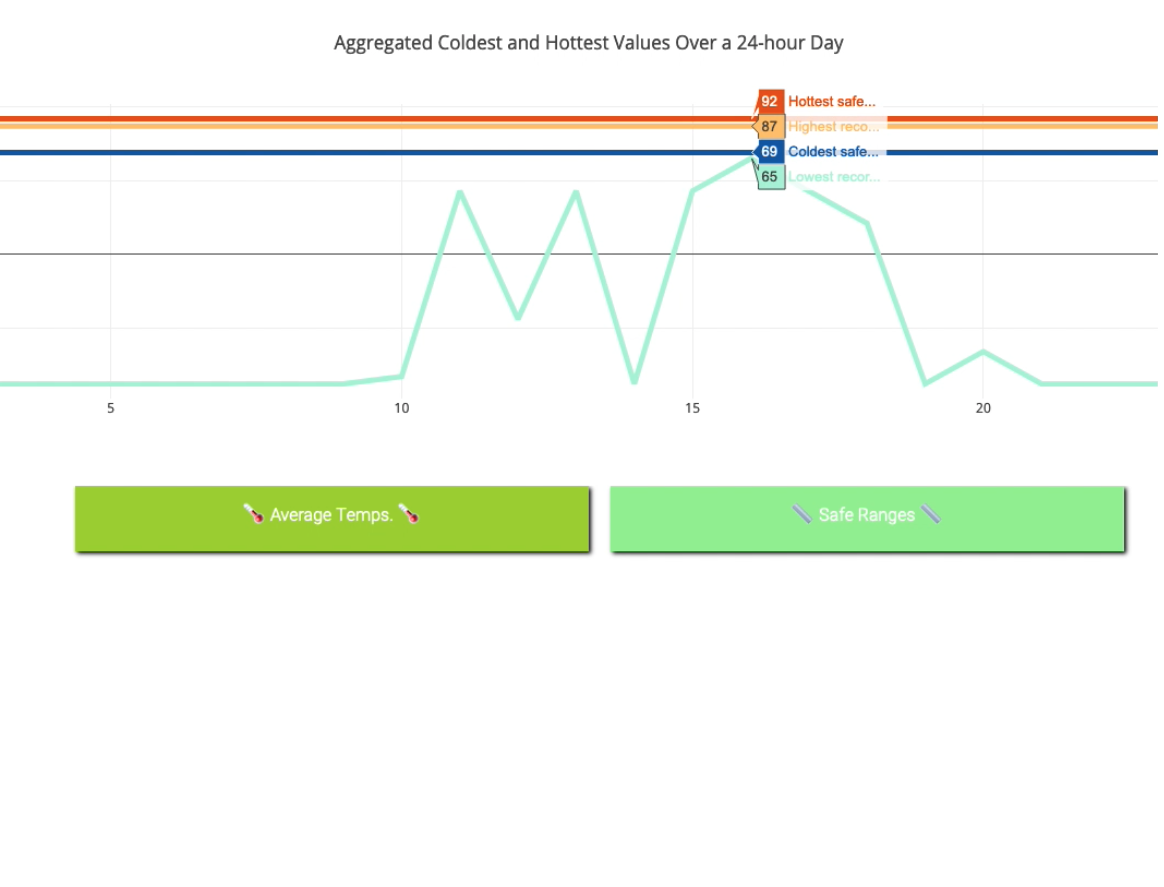 Aggregated Coldest and Hottest Values Over a 24-hour Day
92 Hottest safe...
87 Highest reco...
69 Coldest safe...
65 Lowest recor...
5 10 15 20
Average Temps. Safe Ranges